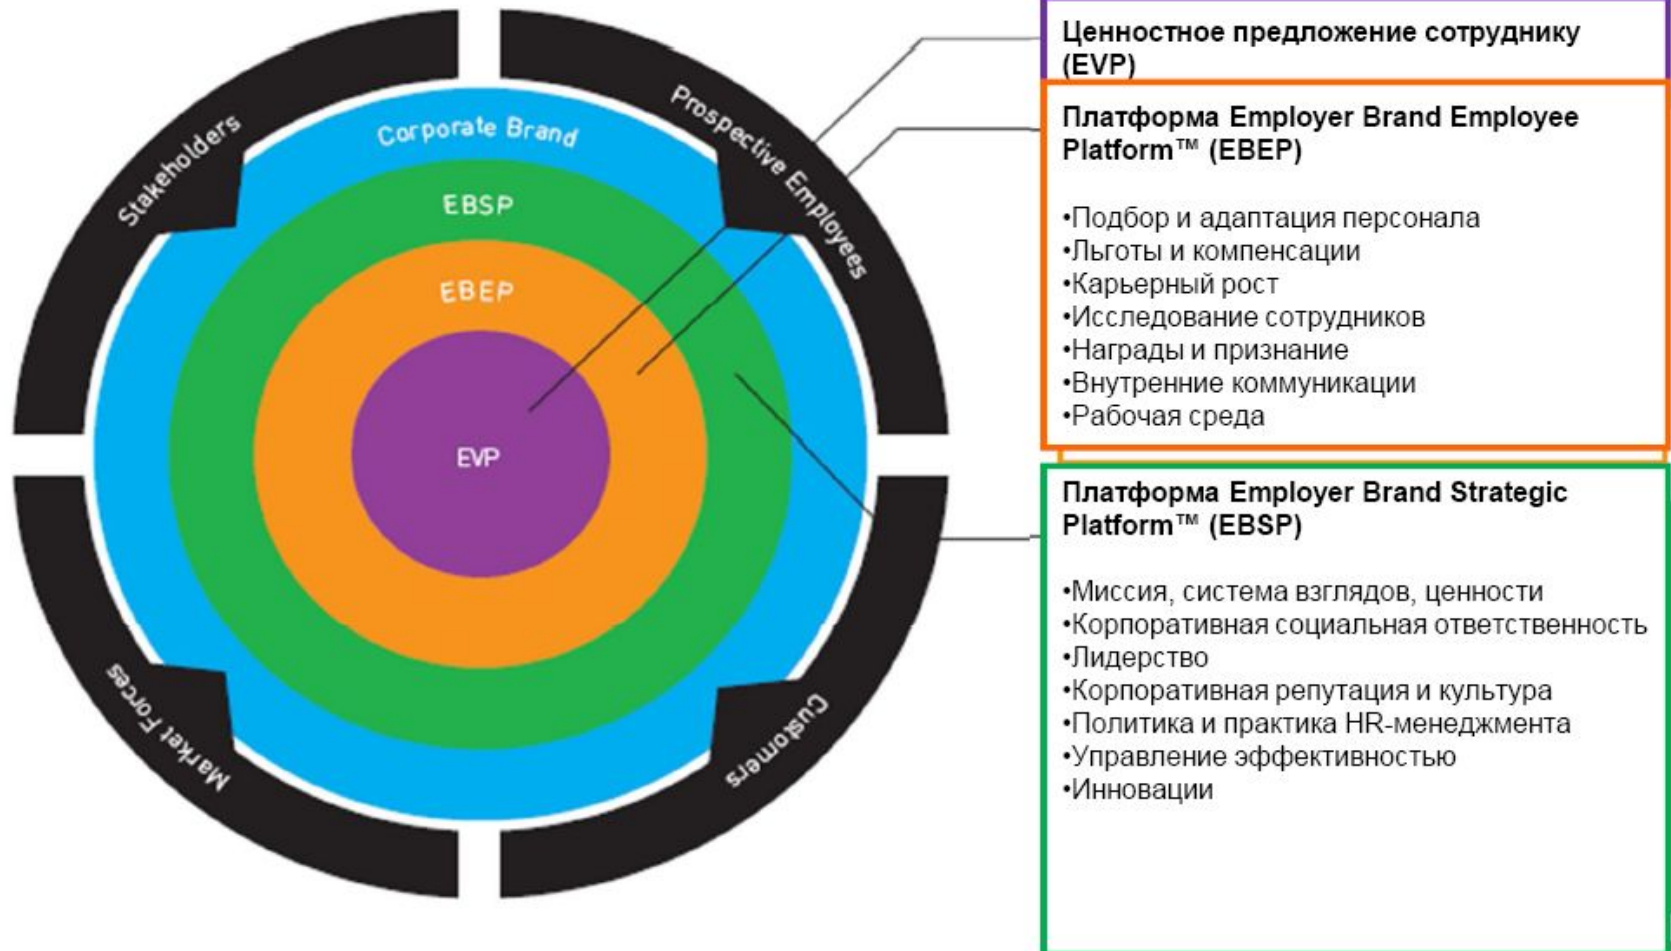 Stakeholders
Prospective Employees
Corporate Brand
EBSP
EBEP
EVP
Market Forces
Customers
Ценностное предложение сотруднику
(EVP)
Платформа Employer Brand Employee
Platform™ (EBEP)
•Подбор и адаптация персонала
•Льготы и компенсации
•Карьерный рост
•Исследование сотрудников
•Награды и признание
•Внутренние коммуникации
•Рабочая среда
Платформа Employer Brand Strategic
Platform™ (EBSP)
•Миссия, система взглядов, ценности
•Корпоративная социальная ответственность
•Лидерство
•Корпоративная репутация и культура
•Политика и практика HR-менеджмента
•Управление эффективностью
•Инновации